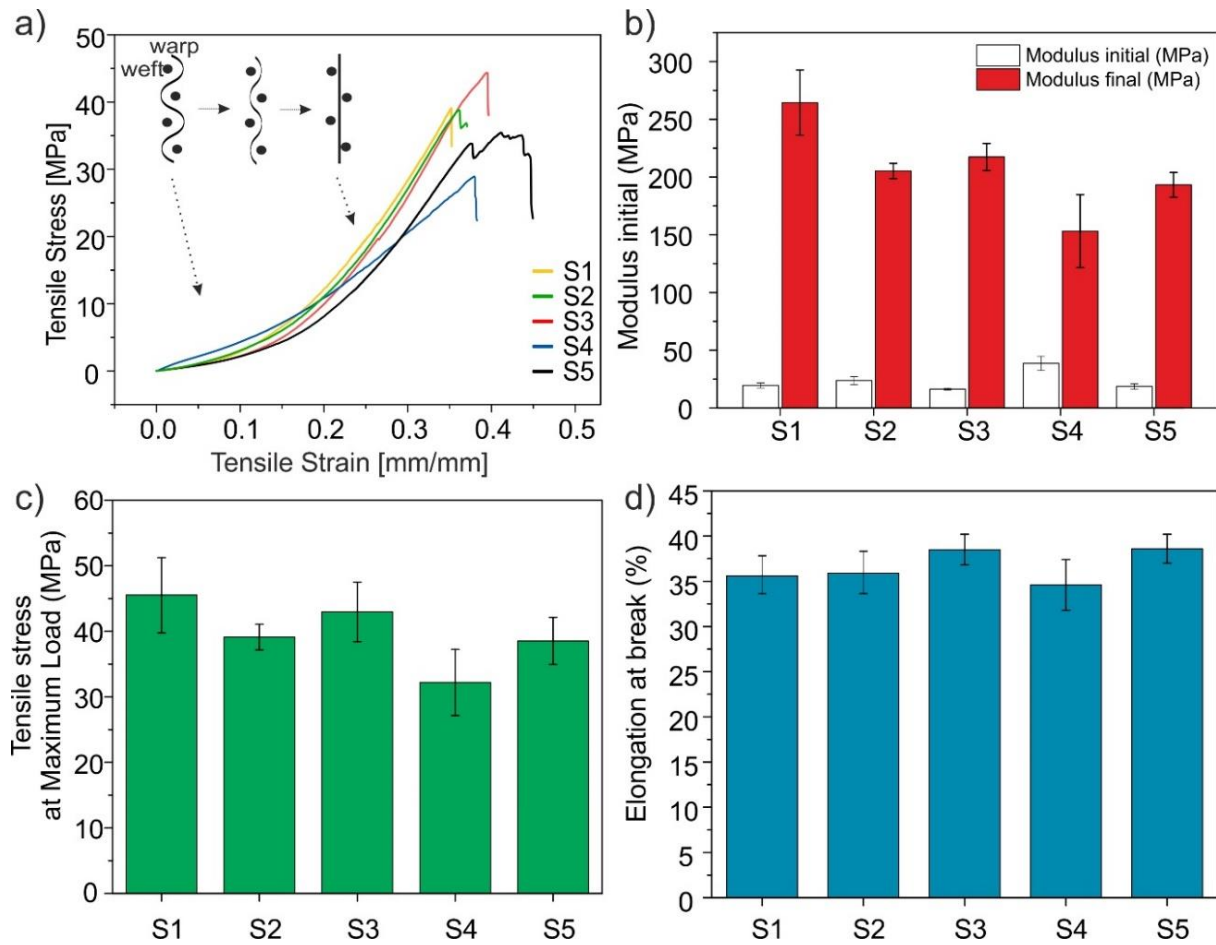 a)
50
40
30
20
10
0
Tensile Stress [MPa]
warp
weft
S1
S2
S3
S4
S5
0.0 0.1 0.2 0.3 0.4 0.5
Tensile Strain [mm/mm]
b)
Modulus initial (MPa)
Modulus final (MPa)
300
250
200
150
100
50
0
Modulus initial (MPa)
S1 S2 S3 S4 S5
c)
60
50
40
30
20
10
0
Tensile stress
at Maximum Load (MPa)
S1 S2 S3 S4 S5
d)
45
40
35
30
25
20
15
10
5
0
Elongation at break (%)
S1 S2 S3 S4 S5